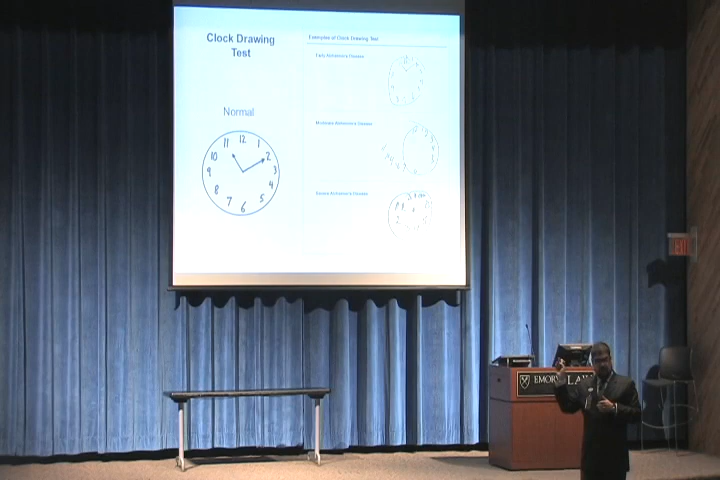 Clock Drawing
Test
Normal
12
11 1
10 2
9 3
8 4
7 5
6
Examples of Clock Drawing Test
Early Alzheimer's Disease
Moderate Alzheimer's Disease
Severe Alzheimer's Disease
EXIT
EMORY LAW